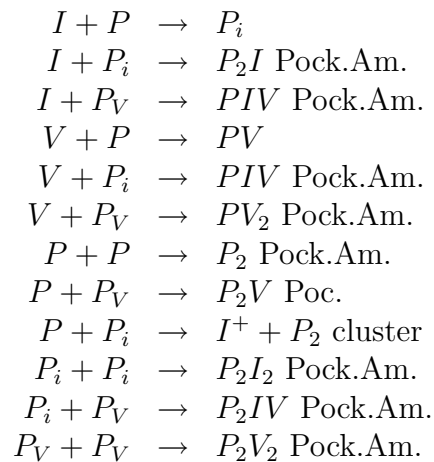 I + P → P_i
I + P_i → P_2I Pock.Am.
I + P_V → PIV Pock.Am.
V + P → PV
V + P_i → PIV Pock.Am.
V + P_V → PV_2 Pock.Am.
P + P → P_2 Pock.Am.
P + P_V → P_2V Poc.
P + P_i → I^+ + P_2 cluster
P_i + P_i → P_2I_2 Pock.Am.
P_i + P_V → P_2IV Pock.Am.
P_V + P_V → P_2V_2 Pock.Am.